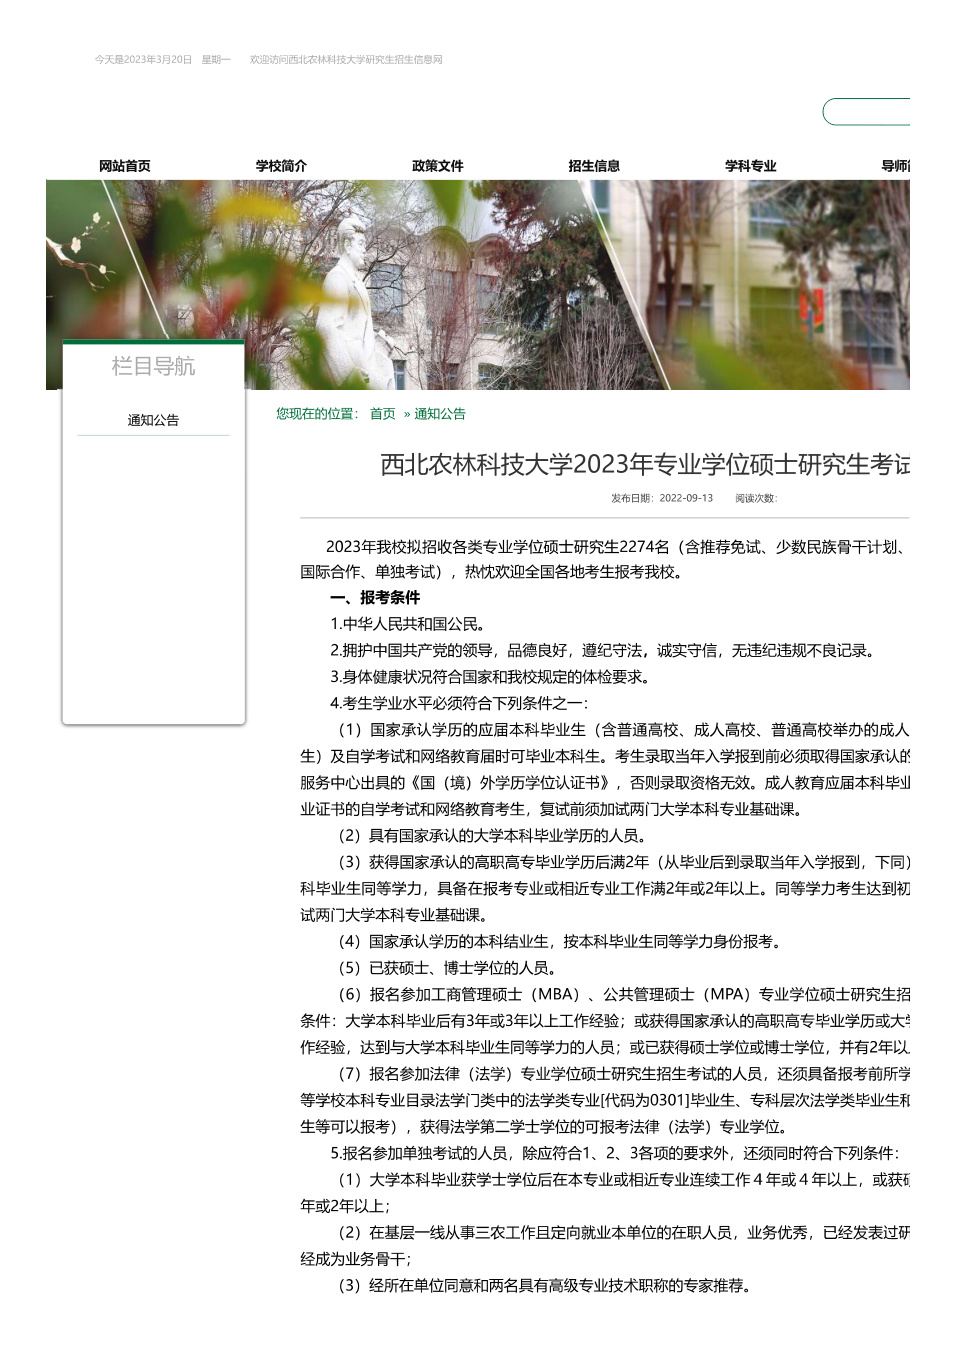 今天是2023年3月20日 星期一 欢迎访问西北农林科技大学研究生招生信息网
网站首页 学校简介 政策文件 招生信息 学科专业 导师
栏目导航
通知公告
您现在的位置： 首页 » 通知公告
西北农林科技大学2023年专业学位硕士研究生考试
发布日期：2022-09-13 阅读次数：
2023年我校拟招收各类专业学位硕士研究生2274名（含推荐免试、少数民族骨干计划、
国际合作、单独考试），热忱欢迎全国各地考生报考我校。
一、报考条件
1.中华人民共和国公民。
2.拥护中国共产党的领导，品德良好，遵纪守法，诚实守信，无违纪违规不良记录。
3.身体健康状况符合国家和我校规定的体检要求。
4.考生学业水平必须符合下列条件之一：
（1）国家承认学历的应届本科毕业生（含普通高校、成人高校、普通高校举办的成人
生）及自学考试和网络教育届时可毕业本科生。考生录取当年入学报到前必须取得国家承认的
服务中心出具的《国（境）外学历学位认证书》，否则录取资格无效。成人教育应届本科毕业
业证书的自学考试和网络教育考生，复试前须加试两门大学本科专业基础课。
（2）具有国家承认的大学本科毕业学历的人员。
（3）获得国家承认的高职高专毕业学历后满2年（从毕业后到录取当年入学报到，下同）
科毕业生同等学力，具备在报考专业或相近专业工作满2年或2年以上。同等学力考生达到初
试两门大学本科专业基础课。
（4）国家承认学历的本科结业生，按本科毕业生同等学力身份报考。
（5）已获硕士、博士学位的人员。
（6）报名参加工商管理硕士（MBA）、公共管理硕士（MPA）专业学位硕士研究生招
条件：大学本科毕业后有3年或3年以上工作经验；或获得国家承认的高职高专毕业学历或大学
作经验，达到与大学本科毕业生同等学力的人员；或已获得硕士学位或博士学位，并有2年以
（7）报名参加法律（法学）专业学位硕士研究生招生考试的人员，还须具备报考前所学
等学校本科专业目录法学门类中的法学类专业[代码为0301]毕业生、专科层次法学类毕业生和
生等可以报考），获得法学第二学士学位的可报考法律（法学）专业学位。
5.报名参加单独考试的人员，除应符合1、2、3各项的要求外，还须同时符合下列条件：
（1）大学本科毕业获学士学位后在本专业或相近专业连续工作４年或４年以上，或获硕
年或2年以上；
（2）在基层一线从事三农工作且定向就业本单位的在职人员，业务优秀，已经发表过研
经成为业务骨干；
（3）经所在单位同意和两名具有高级专业技术职称的专家推荐。